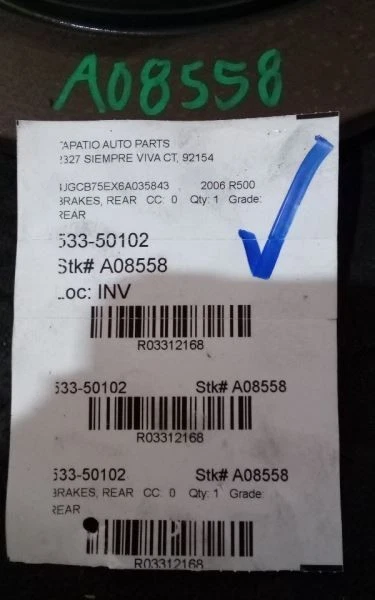 A08558
TAPATIO AUTO PARTS
2327 SIEMPRE VIVA CT, 92154
4JGCB75EX6A035843 2006 R500
BRAKES, REAR CC: 0 Qty: 1 Grade:
REAR
533-50102
Stk# A08558
Loc: INV
R03312168
533-50102 Stk# A08558
R03312168
533-50102 Stk# A08558
BRAKES, REAR CC: 0 Qty: 1 Grade:
REAR
R03312168